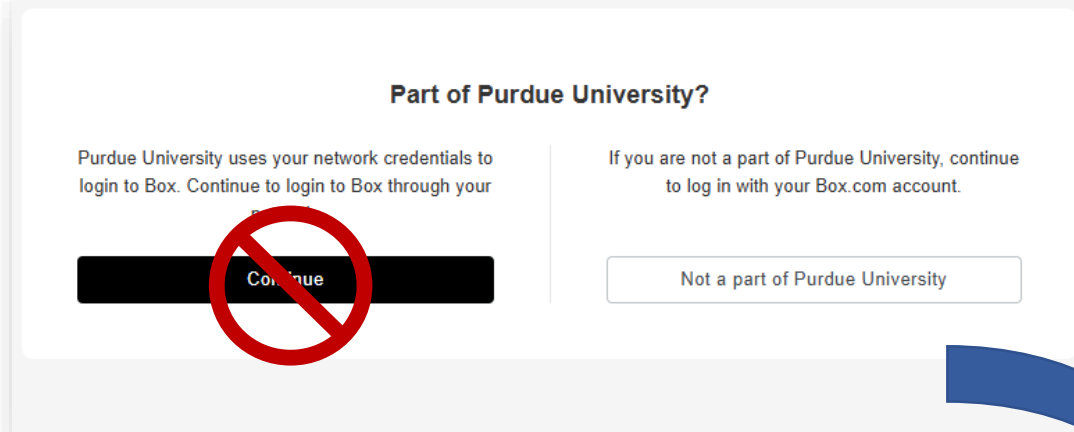 Part of Purdue University?
Purdue University uses your network credentials to
login to Box. Continue to login to Box through your
Continue
If you are not a part of Purdue University, continue
to log in with your Box.com account.
Not a part of Purdue University